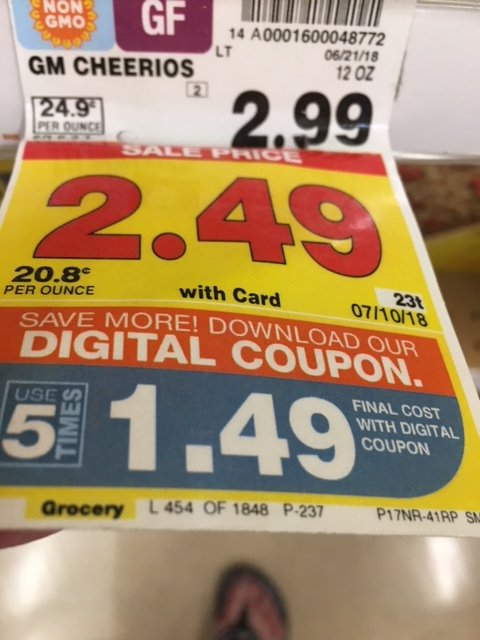 NON
GMO
GF
14 A0001600048772
LT
06/21/18
GM CHEERIOS
12 OZ
2
24.9¢
PER OUNCE
2.99
SALE PRICE
2.49
20.8¢
PER OUNCE
with Card
23t
07/10/18
SAVE MORE! DOWNLOAD OUR
DIGITAL COUPON.
USE
5
TIMES
1.49
FINAL COST
WITH DIGITAL
COUPON
Grocery L 454 OF 1848 P-237 P17NR-41RP